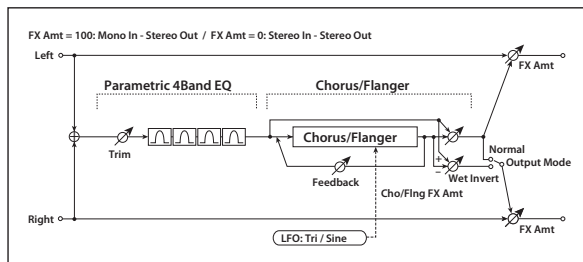 FX Amt = 100: Mono In - Stereo Out / FX Amt = 0: Stereo In - Stereo Out
Left
FX Amt
Parametric 4Band EQ
Chorus/Flanger
Chorus/Flanger
Trim
Normal
Output Mode
+
−
Wet Invert
Feedback
Cho/Flng FX Amt
Right
FX Amt
LFO: Tri / Sine